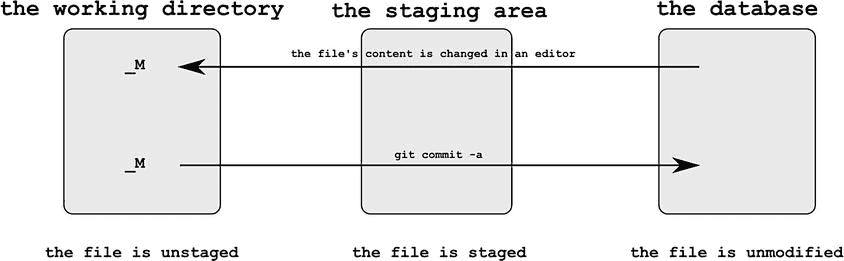 the working directory the staging area the database
the file's content is changed in an editor
_M
git commit -a
_M
the file is unstaged the file is staged the file is unmodified